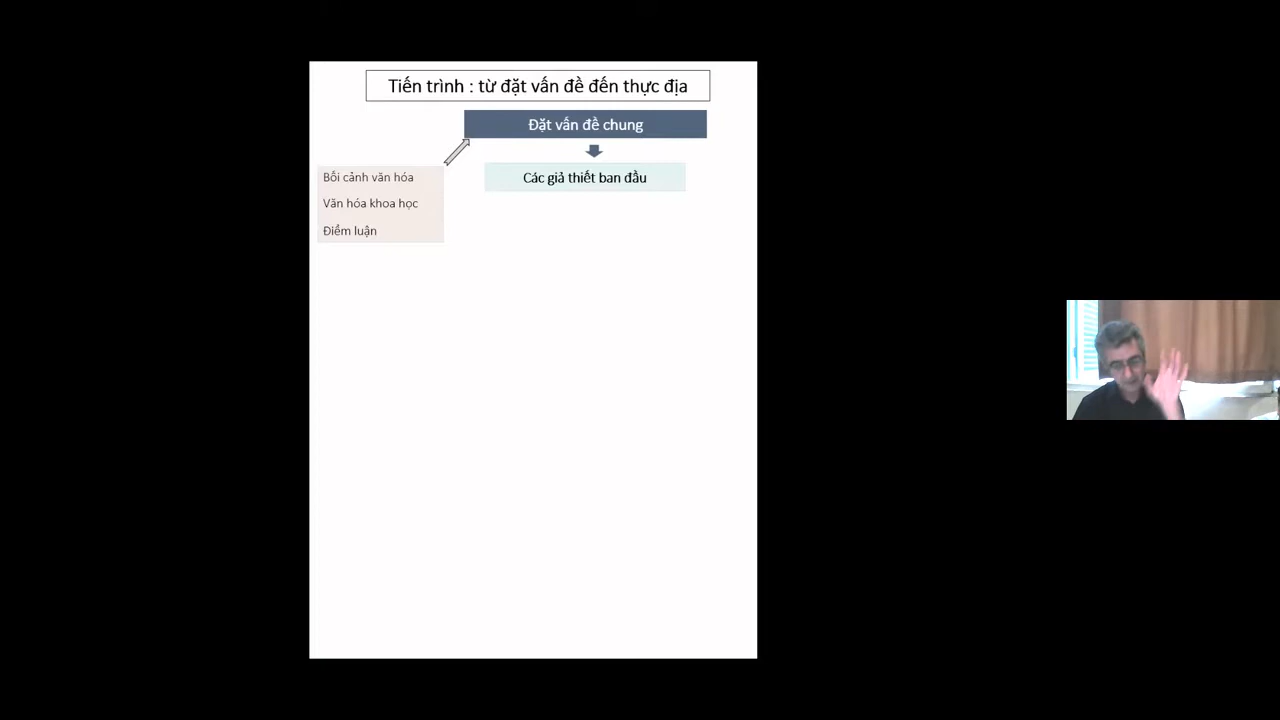 Tiến trình : từ đặt vấn đề đến thực địa
Đặt vấn đề chung
Các giả thiết ban đầu
Bối cảnh văn hóa
Văn hóa khoa học
Điểm luận